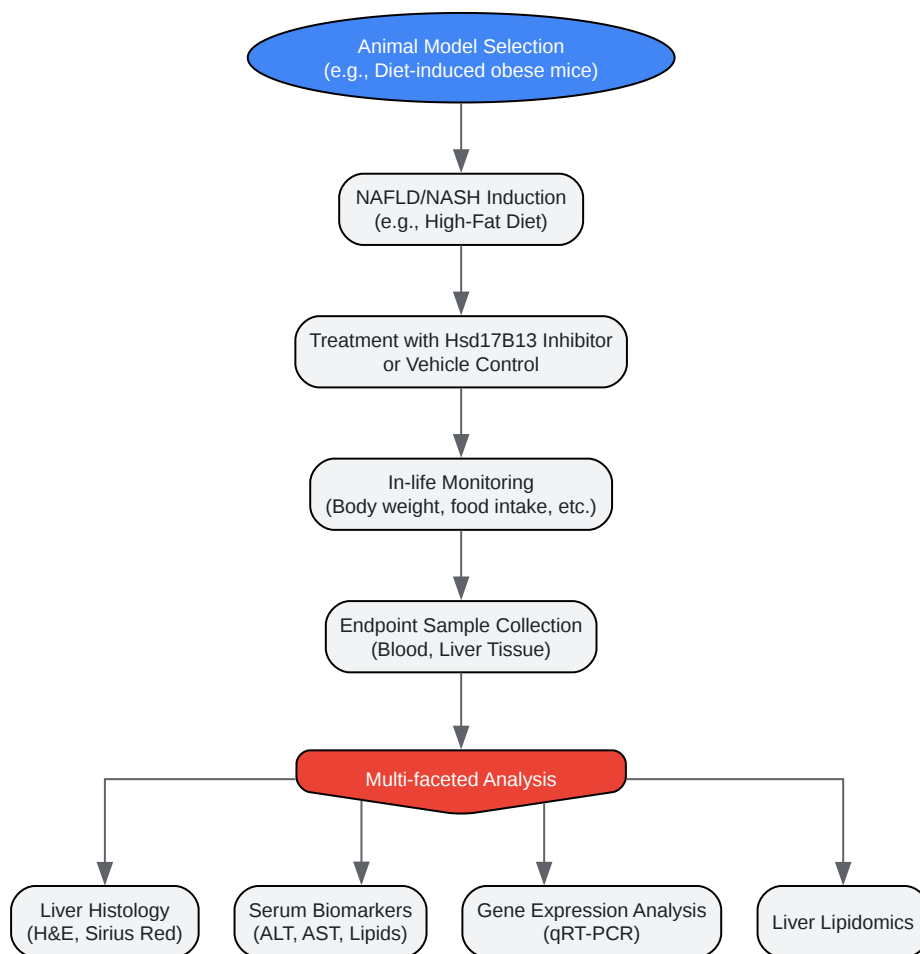 Animal Model Selection
(e.g., Diet-induced obese mice)
NAFLD/NASH Induction
(e.g., High-Fat Diet)
Treatment with Hsd17B13 Inhibitor
or Vehicle Control
In-life Monitoring
(Body weight, food intake, etc.)
Endpoint Sample Collection
(Blood, Liver Tissue)
Multi-faceted Analysis
Liver Histology
(H&E, Sirius Red)
Serum Biomarkers
(ALT, AST, Lipids)
Gene Expression Analysis
(qRT-PCR)
Liver Lipidomics